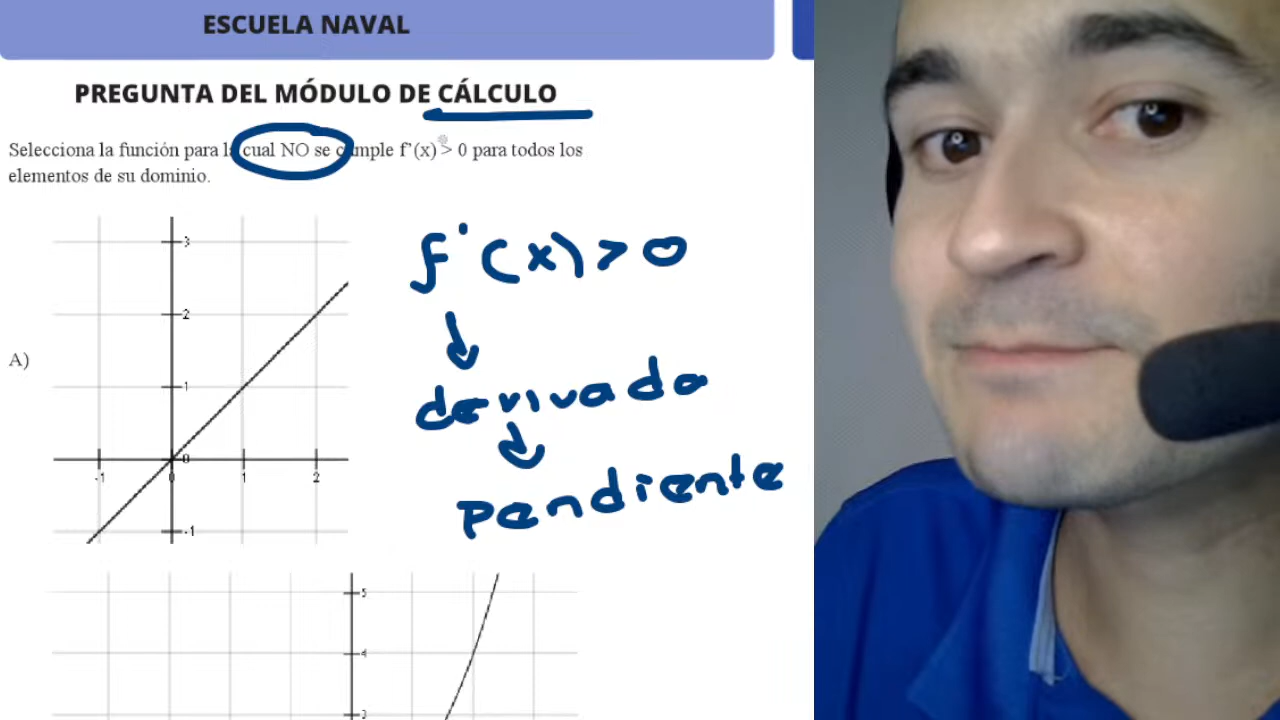 ESCUELA NAVAL
PREGUNTA DEL MÓDULO DE CÁLCULO
Selecciona la función para la cual NO se cumple f'(x) > 0 para todos los
elementos de su dominio.
f'(x) > 0
derivada
pendiente
A)
3
2
1
0
-1 0 1 2
-1
5
4
3